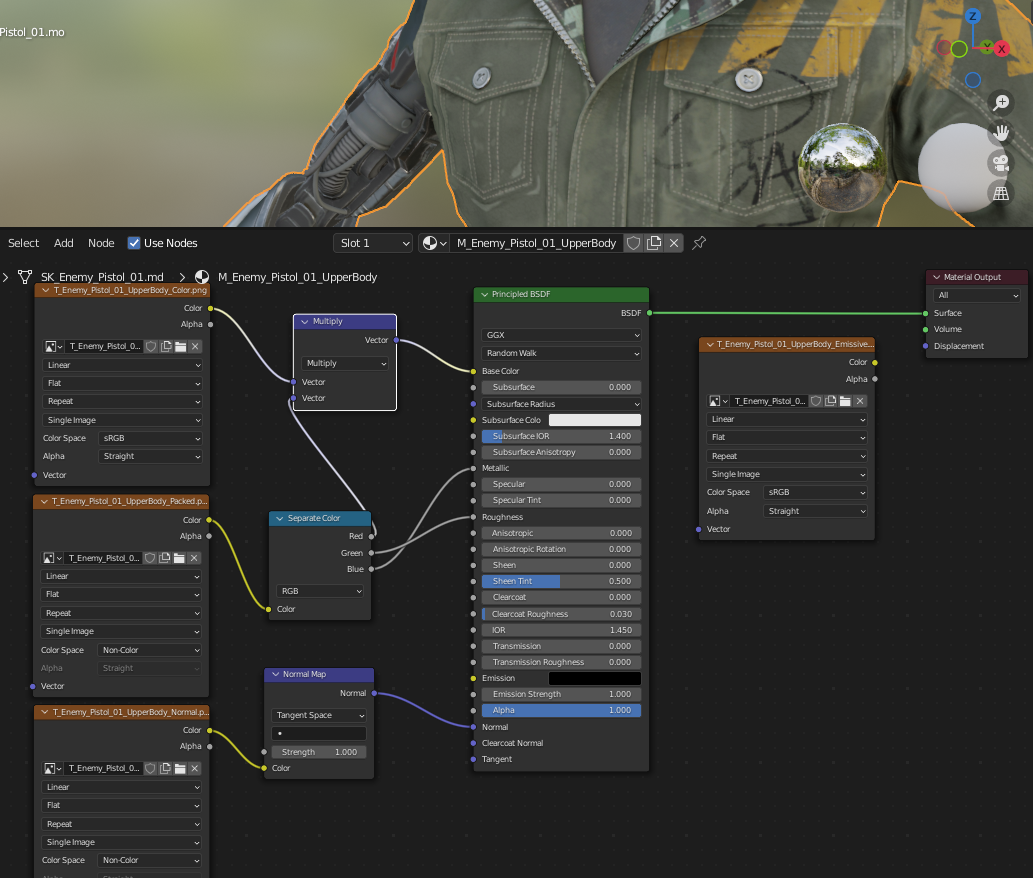 Pistol_01.mo
Z
Y
X
Select
Add
Node
Use Nodes
Slot 1
M_Enemy_Pistol_01_UpperBody
SK_Enemy_Pistol_01.md
M_Enemy_Pistol_01_UpperBody
T_Enemy_Pistol_01_UpperBody_Color.png
Color
Alpha
T_Enemy_Pistol_0...
Linear
Flat
Repeat
Single Image
Color Space
sRGB
Alpha
Straight
Vector
T_Enemy_Pistol_01_UpperBody_Packed.p...
Color
Alpha
T_Enemy_Pistol_0...
Linear
Flat
Repeat
Single Image
Color Space
Non-Color
Alpha
Straight
Vector
T_Enemy_Pistol_01_UpperBody_Normal.p...
Color
Alpha
T_Enemy_Pistol_0...
Linear
Flat
Repeat
Single Image
Color Space
Non-Color
Multiply
Vector
Multiply
Vector
Vector
Separate Color
Red
Green
Blue
RGB
Color
Normal Map
Normal
Tangent Space
Strength
1.000
Color
Principled BSDF
BSDF
GGX
Random Walk
Base Color
Subsurface
0.000
Subsurface Radius
Subsurface Colo
Subsurface IOR
1.400
Subsurface Anisotropy
0.000
Metallic
Specular
0.000
Specular Tint
0.000
Roughness
Anisotropic
0.000
Anisotropic Rotation
0.000
Sheen
0.000
Sheen Tint
0.500
Clearcoat
0.000
Clearcoat Roughness
0.030
IOR
1.450
Transmission
0.000
Transmission Roughness
0.000
Emission
Emission Strength
1.000
Alpha
1.000
Normal
Clearcoat Normal
Tangent
T_Enemy_Pistol_01_UpperBody_Emissive...
Color
Alpha
T_Enemy_Pistol_0...
Linear
Flat
Repeat
Single Image
Color Space
sRGB
Alpha
Straight
Vector
Material Output
All
Surface
Volume
Displacement